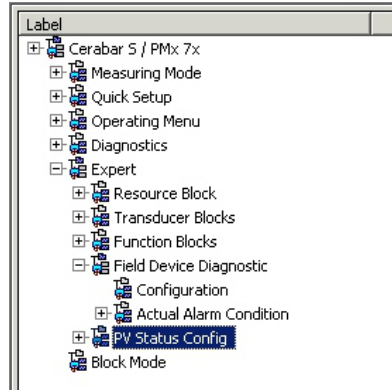 Label
Cerabar S / PMx 7x
Measuring Mode
Quick Setup
Operating Menu
Diagnostics
Expert
Resource Block
Transducer Blocks
Function Blocks
Field Device Diagnostic
Configuration
Actual Alarm Condition
PV Status Config
Block Mode